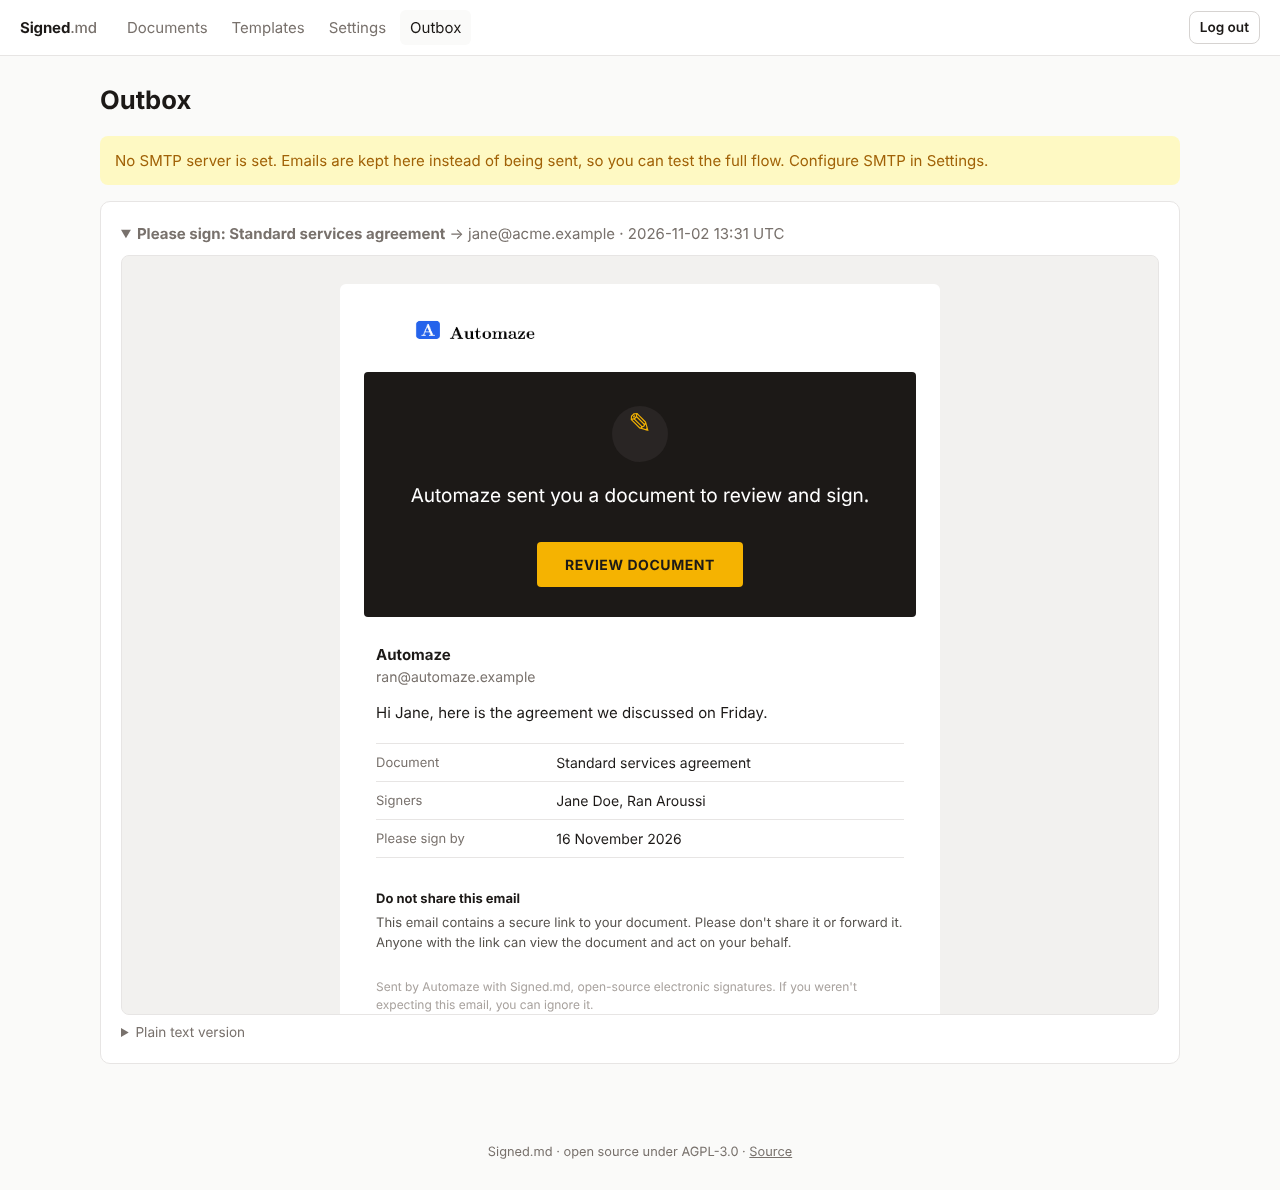 Signed.md Documents Templates Settings Outbox Log out
Outbox
No SMTP server is set. Emails are kept here instead of being sent, so you can test the full flow. Configure SMTP in Settings.
▼ Please sign: Standard services agreement → jane@acme.example · 2026-11-02 13:31 UTC
A Automaze
Automaze sent you a document to review and sign.
REVIEW DOCUMENT
Automaze
ran@automaze.example
Hi Jane, here is the agreement we discussed on Friday.
Document Standard services agreement
Signers Jane Doe, Ran Aroussi
Please sign by 16 November 2026
Do not share this email
This email contains a secure link to your document. Please don't share it or forward it.
Anyone with the link can view the document and act on your behalf.
Sent by Automaze with Signed.md, open-source electronic signatures. If you weren't
expecting this email, you can ignore it.
▶ Plain text version
Signed.md · open source under AGPL-3.0 · Source